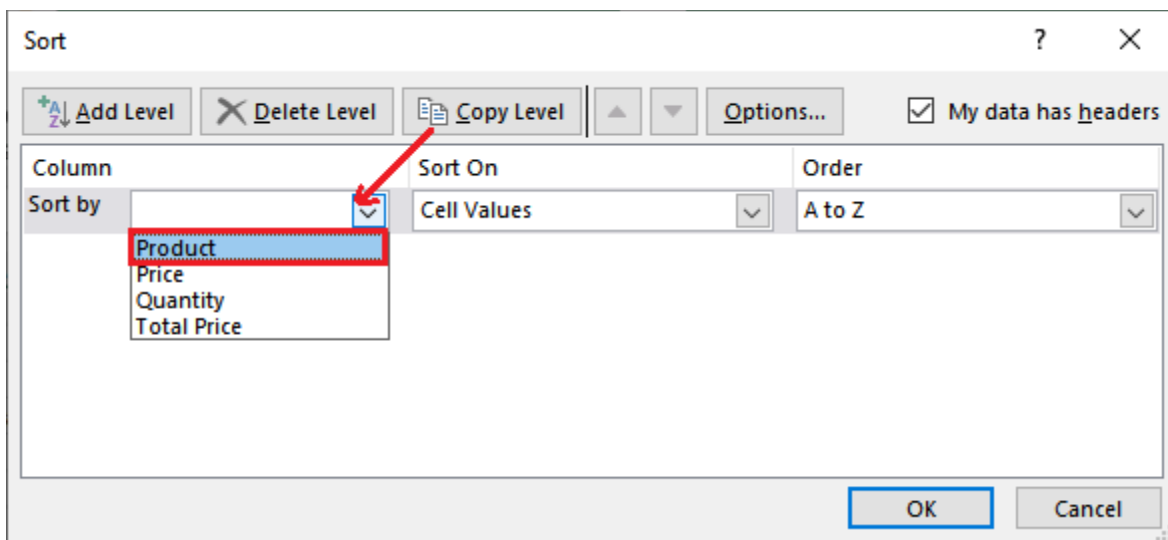 Sort ?
Add Level Delete Level Copy Level Options... My data has headers
Column Sort On Order
Sort by Cell Values A to Z
Product
Price
Quantity
Total Price
OK Cancel